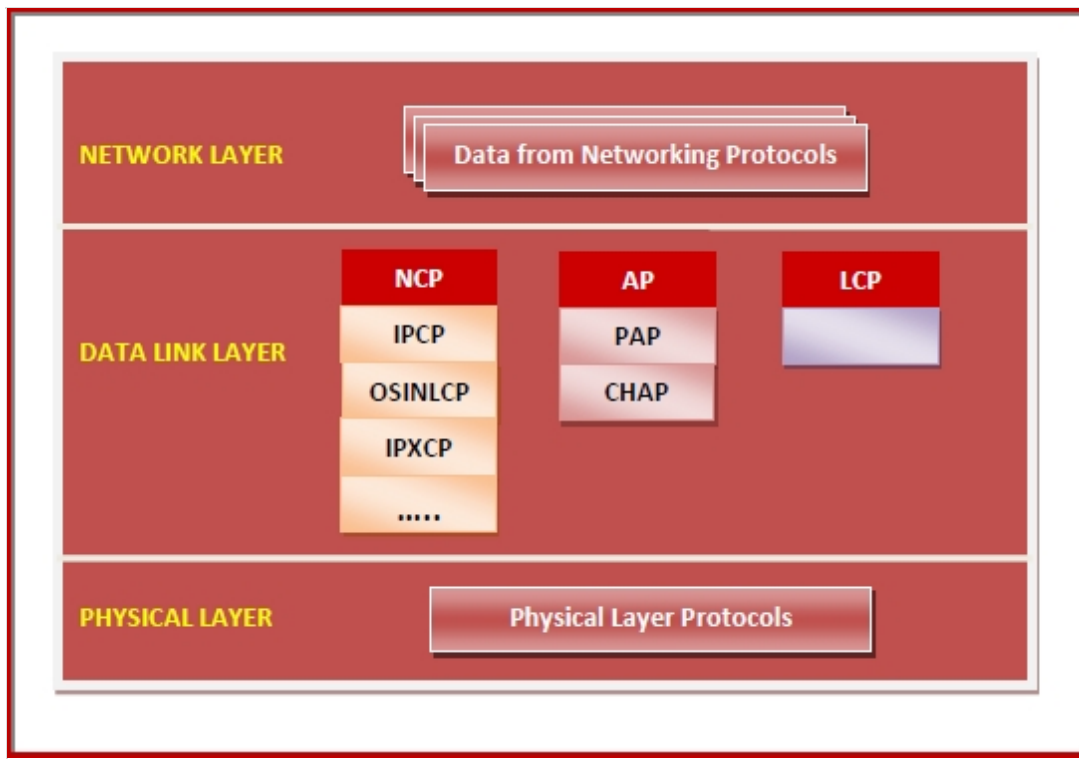 NETWORK LAYER
Data from Networking Protocols
DATA LINK LAYER
NCP
IPCP
OSINLCP
IPXCP
.....
AP
PAP
CHAP
LCP
PHYSICAL LAYER
Physical Layer Protocols